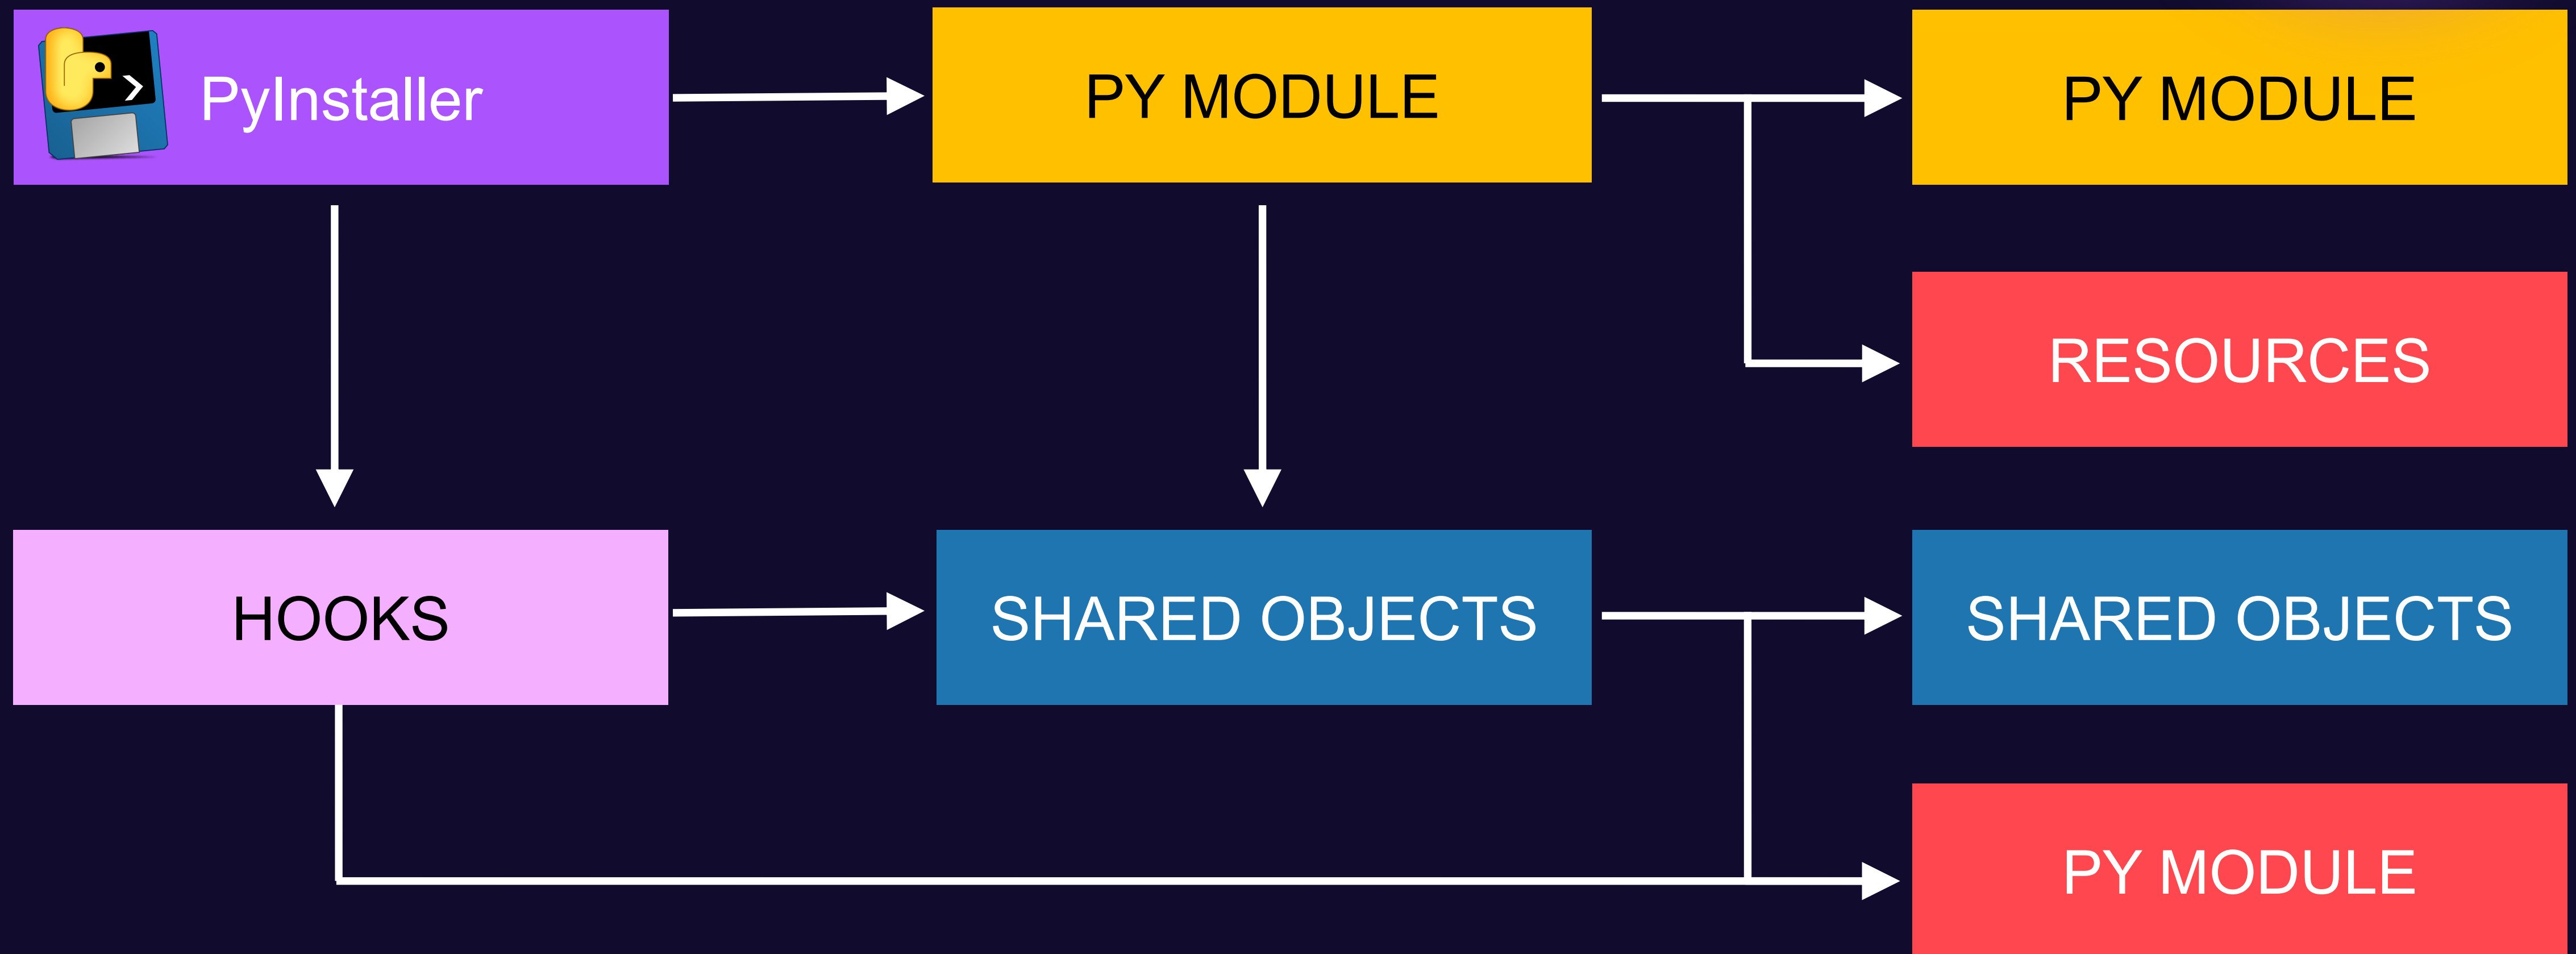 PyInstaller
PY MODULE
PY MODULE
RESOURCES
HOOKS
SHARED OBJECTS
SHARED OBJECTS
PY MODULE